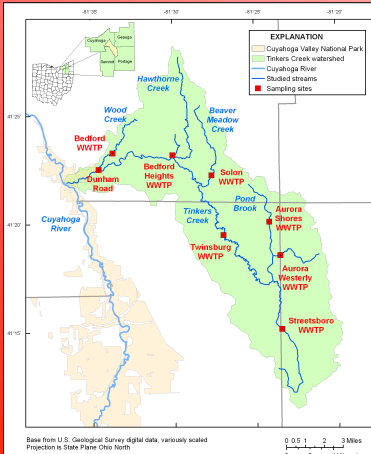 -81°35'
-81°30'
-81°25'
-81°20'
Cuyahoga
Geauga
Summit
Portage
EXPLANATION
Cuyahoga Valley National Park
Tinkers Creek watershed
Cuyahoga River
Studied streams
Sampling sites
Hawthorne
Creek
Wood
Creek
Beaver
Meadow
Creek
41°25'
Bedford
WWTP
Dunham
Road
Bedford
Heights
WWTP
Solon
WWTP
Pond
Brook
Aurora
Shores
WWTP
41°20'
Cuyahoga
River
Tinkers
Creek
Twinsburg
WWTP
Aurora
Westerly
WWTP
41°15'
Streetsboro
WWTP
Base from U.S. Geological Survey digital data, variously scaled
Projection is State Plane Ohio North
0 0.5 1 2 3 Miles